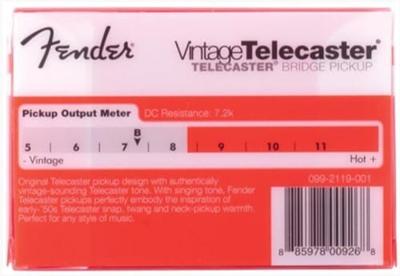 Fender
Vintage Telecaster®
TELECASTER® BRIDGE PICKUP
Pickup Output Meter
DC Resistance: 7.2k
B
5 6 7 8 9 10 11
- Vintage
Hot +
099-2119-001
Original Telecaster pickup design with authentically
vintage-sounding Telecaster tone. With singing tone, Fender
Telecaster pickups perfectly embody the inspiration of
early-'50s Telecaster snap, twang and neck-pickup warmth.
Perfect for any style of music.
8 85978 00926 8